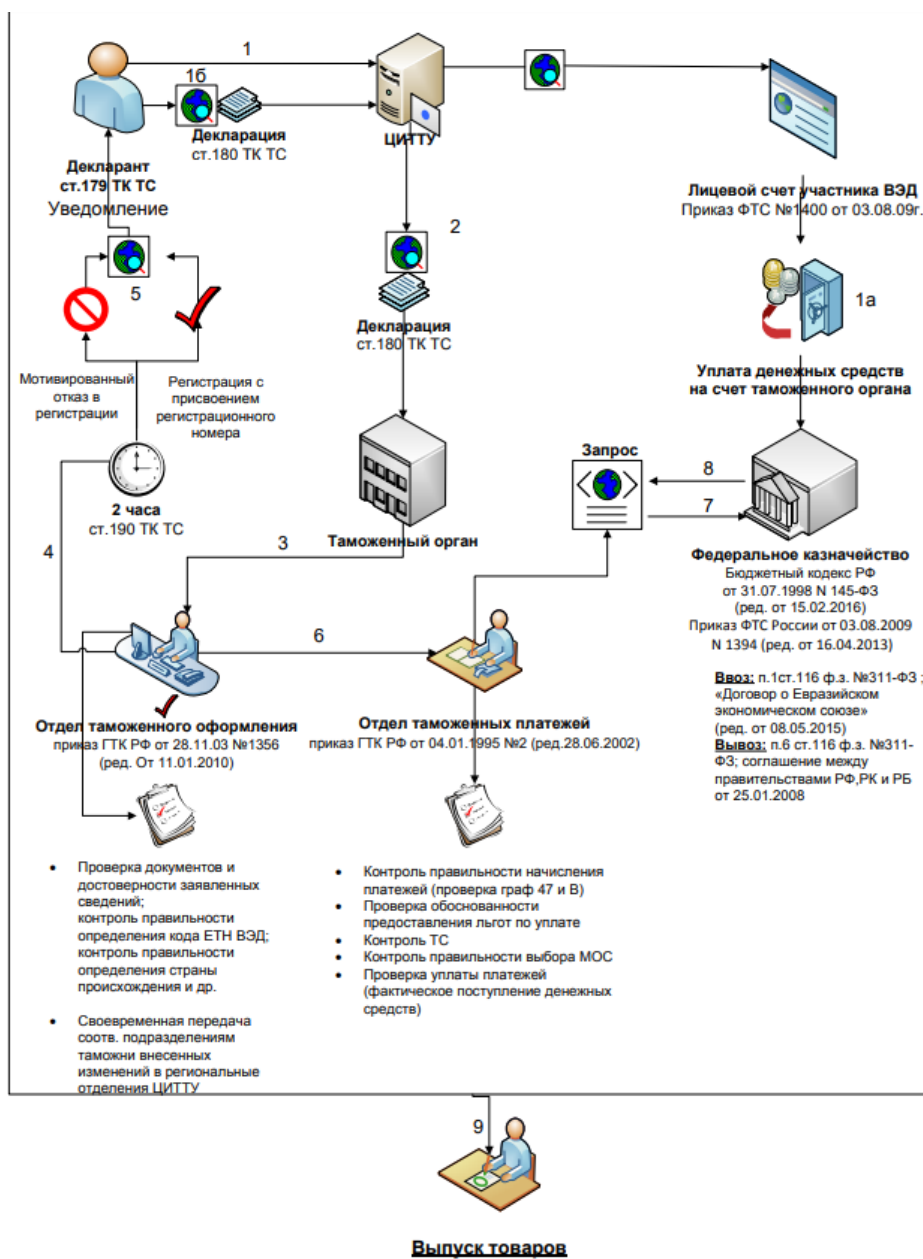 1
1б
Декларация
ст.180 ТК ТС
ЦИТТУ
Декларант
ст.179 ТК ТС
Уведомление
Лицевой счет участника ВЭД
Приказ ФТС №1400 от 03.08.09г.
2
5
1а
Декларация
ст.180 ТК ТС
Уплата денежных средств
на счет таможенного органа
Мотивированный
отказ в
регистрации
Регистрация с
присвоением
регистрационного
номера
Запрос
8
7
2 часа
ст.190 ТК ТС
Таможенный орган
4
3
Федеральное казначейство
Бюджетный кодекс РФ
от 31.07.1998 N 145-ФЗ
(ред. от 15.02.2016)
Приказ ФТС России от 03.08.2009
N 1394 (ред. от 16.04.2013)
6
Ввоз: п.1ст.116 ф.з. №311-ФЗ ;
«Договор о Евразийском
экономическом союзе»
(ред. от 08.05.2015)
Вывоз: п.6 ст.116 ф.з. №311-
ФЗ; соглашение между
правительствами РФ,РК и РБ
от 25.01.2008
Отдел таможенного оформления
приказ ГТК РФ от 28.11.03 №1356
(ред. От 11.01.2010)
Отдел таможенных платежей
приказ ГТК РФ от 04.01.1995 №2 (ред.28.06.2002)
• Проверка документов и
достоверности заявленных
сведений;
контроль правильности
определения кода ЕТН ВЭД;
контроль правильности
определения страны
происхождения и др.
• Своевременная передача
соотв. подразделениям
таможни внесенных
изменений в региональные
отделения ЦИТТУ
• Контроль правильности начисления
платежей (проверка граф 47 и В)
• Проверка обоснованности
предоставления льгот по уплате
• Контроль ТС
• Контроль правильности выбора МОС
• Проверка уплаты платежей
(фактическое поступление денежных
средств)
9
Выпуск товаров